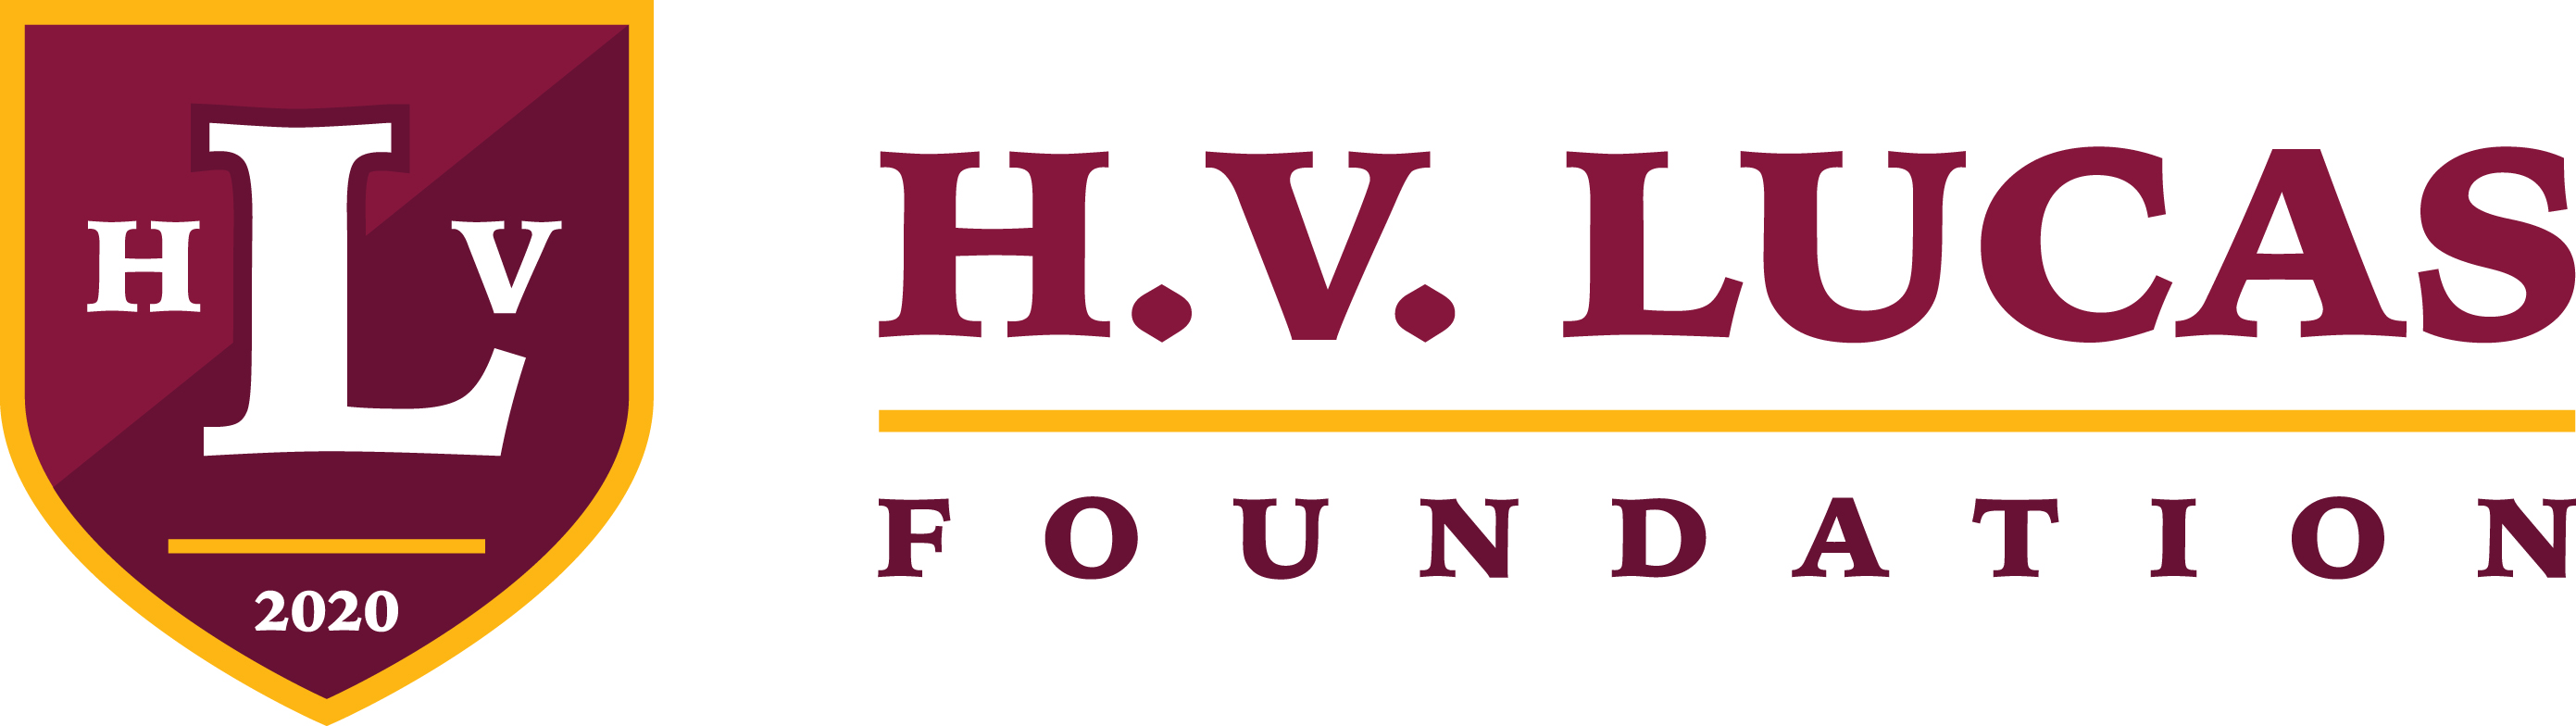 H L V
2020
H.V. LUCAS
FOUNDATION